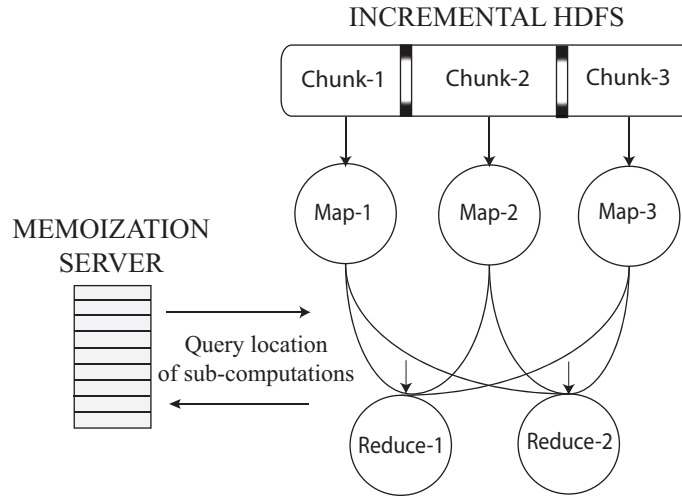 INCREMENTAL HDFS
Chunk-1
Chunk-2
Chunk-3
Map-1
Map-2
Map-3
MEMOIZATION
SERVER
Query location
of sub-computations
Reduce-1
Reduce-2